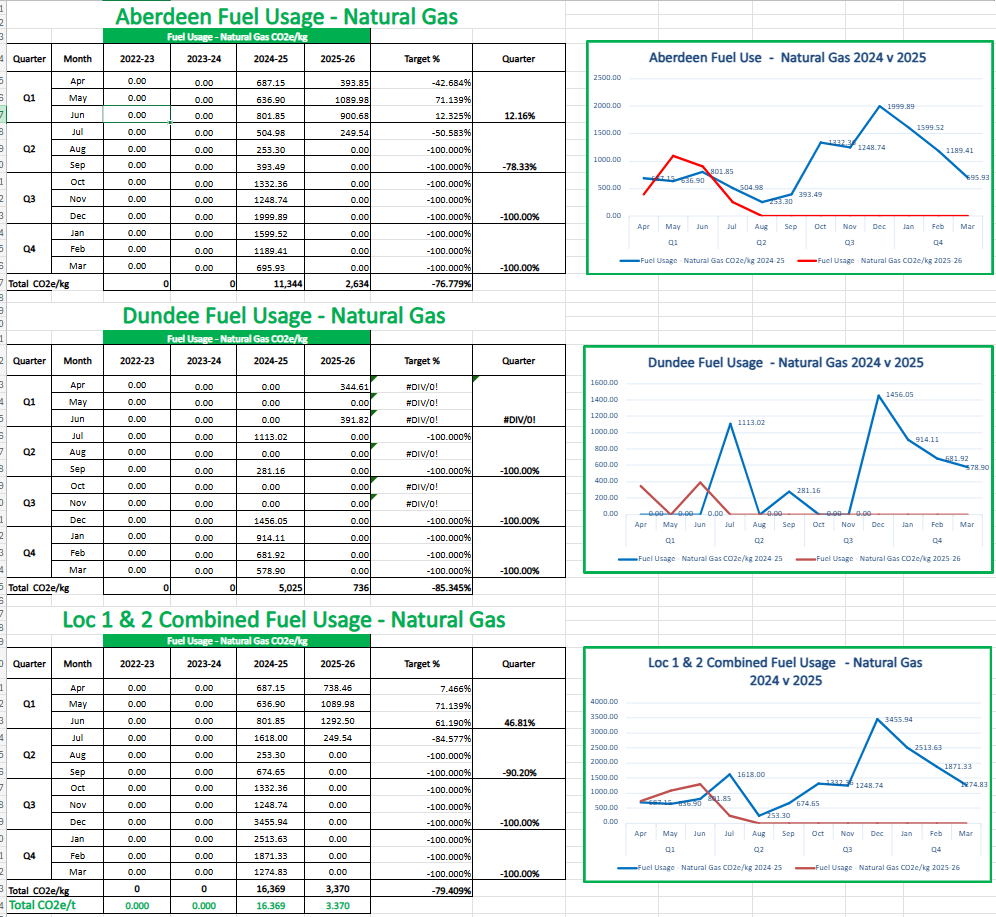 Aberdeen Fuel Usage - Natural Gas
Fuel Usage - Natural Gas CO2e/kg
Quarter Month 2022-23 2023-24 2024-25 2025-26 Target % Quarter
Q1 Apr 0.00 0.00 687.15 393.85 -42.684%
May 0.00 0.00 636.90 1089.98 71.139%
Jun 0.00 0.00 801.85 900.68 12.325% 12.16%
Q2 Jul 0.00 0.00 504.98 249.54 -50.583%
Aug 0.00 0.00 253.30 0.00 -100.000%
Sep 0.00 0.00 393.49 0.00 -100.000% -78.33%
Q3 Oct 0.00 0.00 1332.36 0.00 -100.000%
Nov 0.00 0.00 1248.74 0.00 -100.000%
Dec 0.00 0.00 1999.89 0.00 -100.000% -100.00%
Q4 Jan 0.00 0.00 1599.52 0.00 -100.000%
Feb 0.00 0.00 1189.41 0.00 -100.000%
Mar 0.00 0.00 695.93 0.00 -100.000% -100.00%
Total CO2e/kg 0 0 11,344 2,634 -76.779%
Aberdeen Fuel Use - Natural Gas 2024 v 2025
2500.00
2000.00
1500.00
1000.00
500.00
0.00
687.15 636.90 801.85 504.98 253.30 393.49 1332.36 1248.74 1999.89 1599.52 1189.41 695.93
Apr May Jun Jul Aug Sep Oct Nov Dec Jan Feb Mar
Q1 Q2 Q3 Q4
Fuel Usage - Natural Gas CO2e/kg 2024-25 Fuel Usage - Natural Gas CO2e/kg 2025-26
Dundee Fuel Usage - Natural Gas
Fuel Usage - Natural Gas CO2e/kg
Quarter Month 2022-23 2023-24 2024-25 2025-26 Target % Quarter
Q1 Apr 0.00 0.00 0.00 344.61 #DIV/0!
May 0.00 0.00 0.00 0.00 #DIV/0!
Jun 0.00 0.00 0.00 391.82 #DIV/0! #DIV/0!
Q2 Jul 0.00 0.00 1113.02 0.00 -100.000%
Aug 0.00 0.00 0.00 0.00 #DIV/0!
Sep 0.00 0.00 281.16 0.00 -100.000% -100.00%
Q3 Oct 0.00 0.00 0.00 0.00 #DIV/0!
Nov 0.00 0.00 0.00 0.00 #DIV/0!
Dec 0.00 0.00 1456.05 0.00 -100.000% -100.00%
Q4 Jan 0.00 0.00 914.11 0.00 -100.000%
Feb 0.00 0.00 681.92 0.00 -100.000%
Mar 0.00 0.00 578.90 0.00 -100.000% -100.00%
Total CO2e/kg 0 0 5,025 736 -85.345%
Dundee Fuel Usage - Natural Gas 2024 v 2025
1600.00
1400.00
1200.00
1000.00
800.00
600.00
400.00
200.00
0.00
0.00 0.00 0.00 1113.02 0.00 281.16 0.00 0.00 1456.05 914.11 681.92 578.90
Apr May Jun Jul Aug Sep Oct Nov Dec Jan Feb Mar
Q1 Q2 Q3 Q4
Fuel Usage - Natural Gas CO2e/kg 2024-25 Fuel Usage - Natural Gas CO2e/kg 2025-26
Loc 1 & 2 Combined Fuel Usage - Natural Gas
Fuel Usage - Natural Gas CO2e/kg
Quarter Month 2022-23 2023-24 2024-25 2025-26 Target % Quarter
Q1 Apr 0.00 0.00 687.15 738.46 7.466%
May 0.00 0.00 636.90 1089.98 71.139%
Jun 0.00 0.00 801.85 1292.50 61.190% 46.81%
Q2 Jul 0.00 0.00 1618.00 249.54 -84.577%
Aug 0.00 0.00 253.30 0.00 -100.000%
Sep 0.00 0.00 674.65 0.00 -100.000% -90.20%
Q3 Oct 0.00 0.00 1332.36 0.00 -100.000%
Nov 0.00 0.00 1248.74 0.00 -100.000%
Dec 0.00 0.00 3455.94 0.00 -100.000% -100.00%
Q4 Jan 0.00 0.00 2513.63 0.00 -100.000%
Feb 0.00 0.00 1871.33 0.00 -100.000%
Mar 0.00 0.00 1274.83 0.00 -100.000% -100.00%
Total CO2e/kg 0 0 16,369 3,370 -79.409%
Total CO2e/t 0.000 0.000 16.369 3.370
Loc 1 & 2 Combined Fuel Usage - Natural Gas
2024 v 2025
4000.00
3500.00
3000.00
2500.00
2000.00
1500.00
1000.00
500.00
0.00
687.15 636.90 801.85 1618.00 253.30 674.65 1332.36 1248.74 3455.94 2513.63 1871.33 1274.83
Apr May Jun Jul Aug Sep Oct Nov Dec Jan Feb Mar
Q1 Q2 Q3 Q4
Fuel Usage - Natural Gas CO2e/kg 2024-25 Fuel Usage - Natural Gas CO2e/kg 2025-26